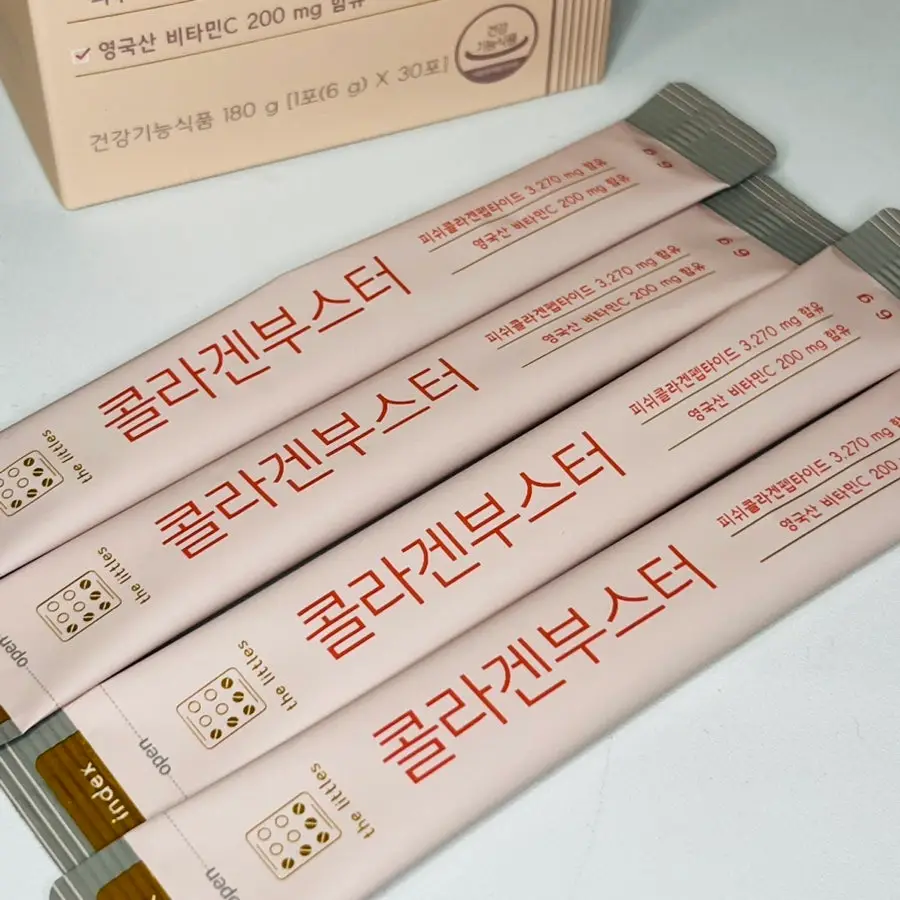 ✓ 영국산 비타민C 200 mg 함유
건강기능식품 180 g [1포(6 g) X 30포]
건강
기능식품
콜라겐부스터
피쉬콜라겐펩타이드 3,270 mg 함유
영국산 비타민C 200 mg 함유
6 g
the littles
콜라겐부스터
피쉬콜라겐펩타이드 3,270 mg 함유
영국산 비타민C 200 mg 함유
6 g
the littles
open
콜라겐부스터
피쉬콜라겐펩타이드 3,270 mg 함유
영국산 비타민C 200 mg 함유
6 g
the littles
open
index
콜라겐부스터
피쉬콜라겐펩타이드 3,270 mg 함유
영국산 비타민C 200
the littles
open